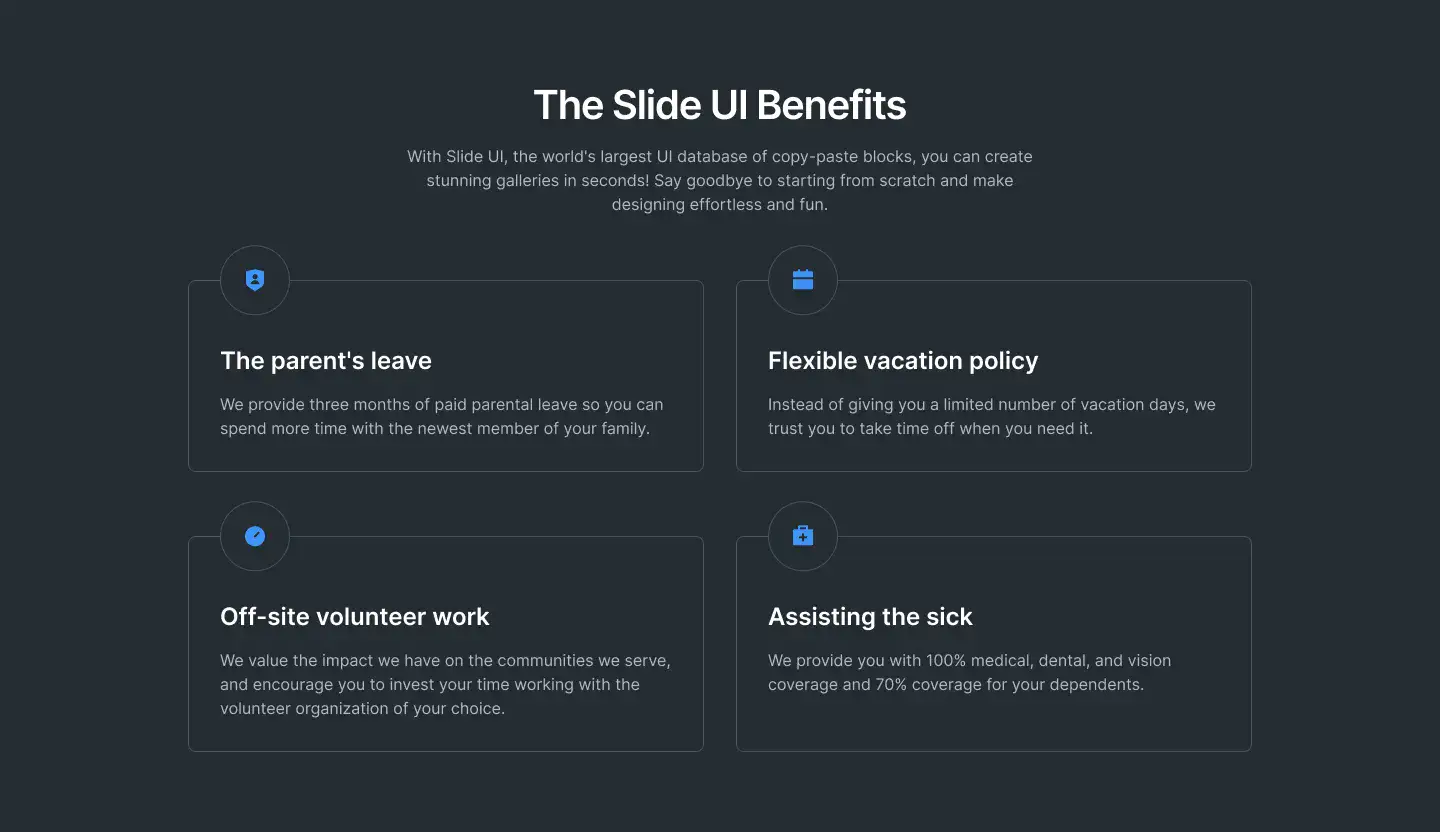 The Slide UI Benefits
With Slide UI, the world's largest UI database of copy-paste blocks, you can create
stunning galleries in seconds! Say goodbye to starting from scratch and make
designing effortless and fun.
The parent's leave
We provide three months of paid parental leave so you can
spend more time with the newest member of your family.
Flexible vacation policy
Instead of giving you a limited number of vacation days, we
trust you to take time off when you need it.
Off-site volunteer work
We value the impact we have on the communities we serve,
and encourage you to invest your time working with the
volunteer organization of your choice.
Assisting the sick
We provide you with 100% medical, dental, and vision
coverage and 70% coverage for your dependents.